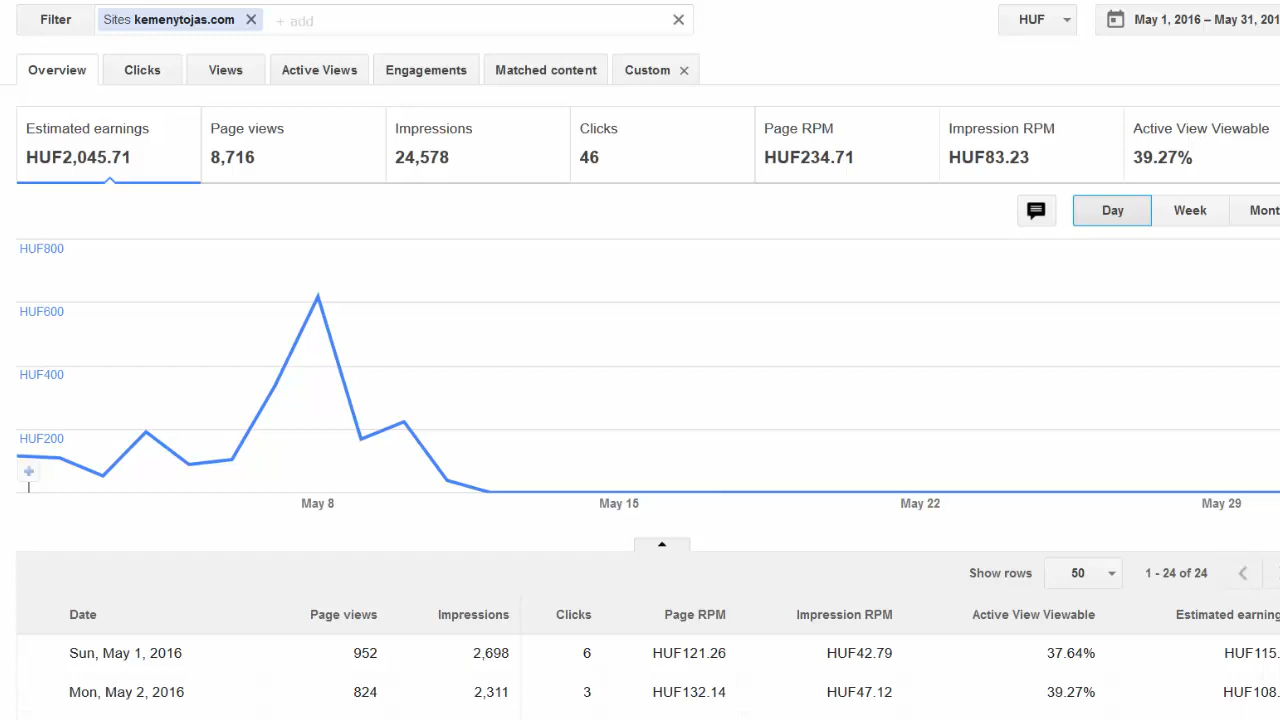 Filter Sites kemenytojas.com + add HUF May 1, 2016 – May 31, 201
Overview Clicks Views Active Views Engagements Matched content Custom
Estimated earnings Page views Impressions Clicks Page RPM Impression RPM Active View Viewable
HUF2,045.71 8,716 24,578 46 HUF234.71 HUF83.23 39.27%
Day Week Mont
HUF800
HUF600
HUF400
HUF200
May 8 May 15 May 22 May 29
Show rows 50 1 - 24 of 24
Date Page views Impressions Clicks Page RPM Impression RPM Active View Viewable Estimated earning
Sun, May 1, 2016 952 2,698 6 HUF121.26 HUF42.79 37.64% HUF115.
Mon, May 2, 2016 824 2,311 3 HUF132.14 HUF47.12 39.27% HUF108.